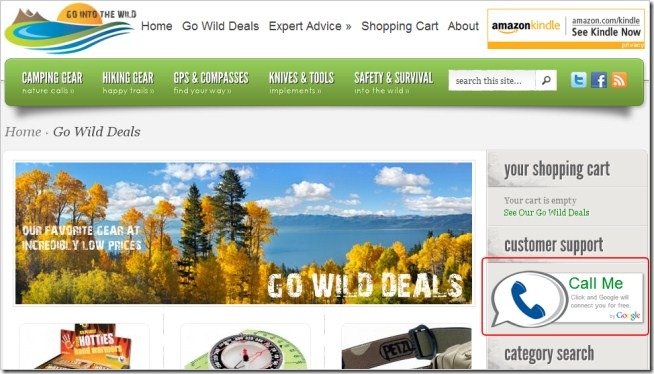 GO INTO THE WILD
Home Go Wild Deals Expert Advice » Shopping Cart About
amazonkindle
amazon.com/kindle
See Kindle Now
privacy
CAMPING GEAR HIKING GEAR GPS & COMPASSES KNIVES & TOOLS SAFETY & SURVIVAL
nature calls » happy trails » find your way » implements » into the wild »
search this site...
Home · Go Wild Deals
OUR FAVORITE GEAR AT
INCREDIBLY LOW PRICES
GO WILD DEALS
your shopping cart
Your cart is empty
See Our Go Wild Deals
customer support
Call Me
Click and Google will
connect you for free
by Google
category search
HOTTIES
hand warmers
PETZL